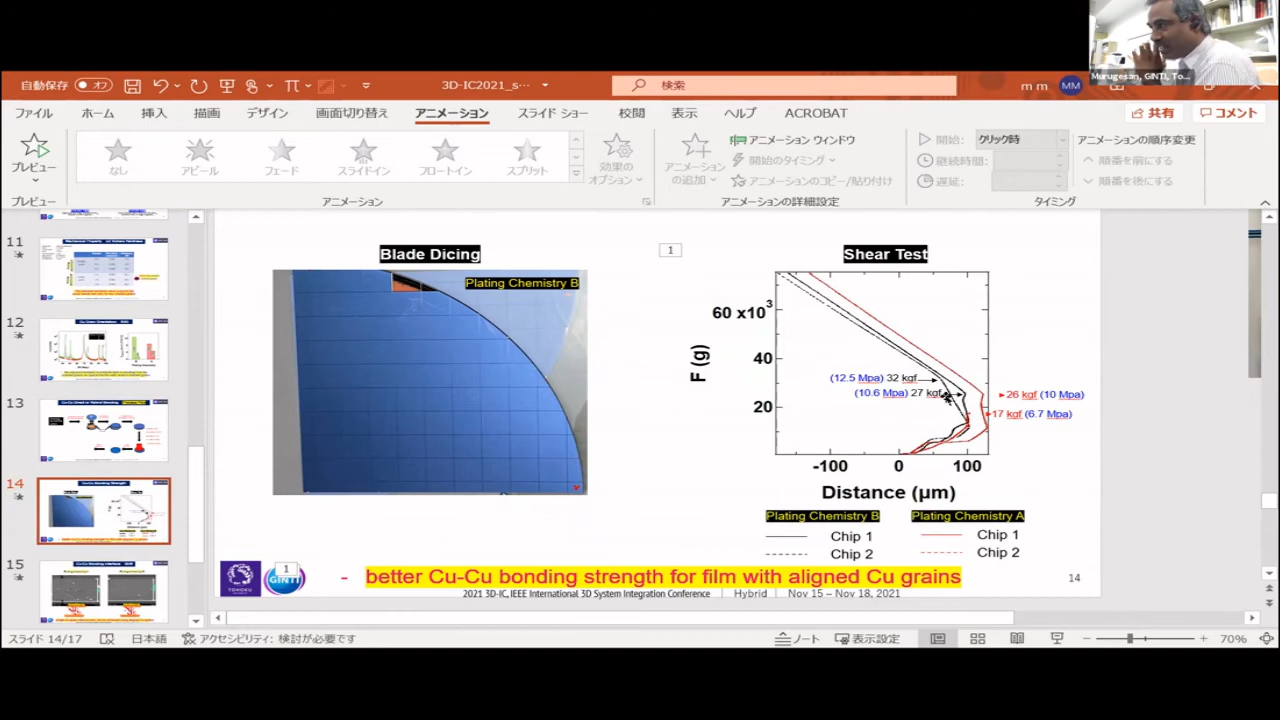 Murugesan, GINTI, To...
自動保存 オフ
3D-IC2021_s…
検索
m m MM
ファイル ホーム 挿入 描画 デザイン 画面切り替え アニメーション スライド ショー 校閲 表示 ヘルプ ACROBAT
共有 コメント
プレビュー
なし アピール フェード スライドイン フロートイン スプリット
効果の
オプション
アニメーション
の追加
アニメーション ウィンドウ
開始のタイミング
アニメーションのコピー/貼り付け
開始: クリック時
継続時間:
遅延:
アニメーションの順序変更
順番を前にする
順番を後にする
プレビュー アニメーション アニメーションの詳細設定 タイミング
11
12
13
14
15
Blade Dicing
Plating Chemistry B
1
Shear Test
60 x103
40
20
F (g)
(12.5 Mpa) 32 kgf
(10.6 Mpa) 27 kgf
26 kgf (10 Mpa)
17 kgf (6.7 Mpa)
-100 0 100
Distance (µm)
Plating Chemistry B Plating Chemistry A
Chip 1 Chip 1
Chip 2 Chip 2
1
TOHOKU
GINTI
- better Cu-Cu bonding strength for film with aligned Cu grains
14
2021 3D-IC, IEEE International 3D System Integration Conference | Hybrid | Nov 15 – Nov 18, 2021
スライド 14/17 日本語 アクセシビリティ: 検討が必要です
ノート 表示設定 70%